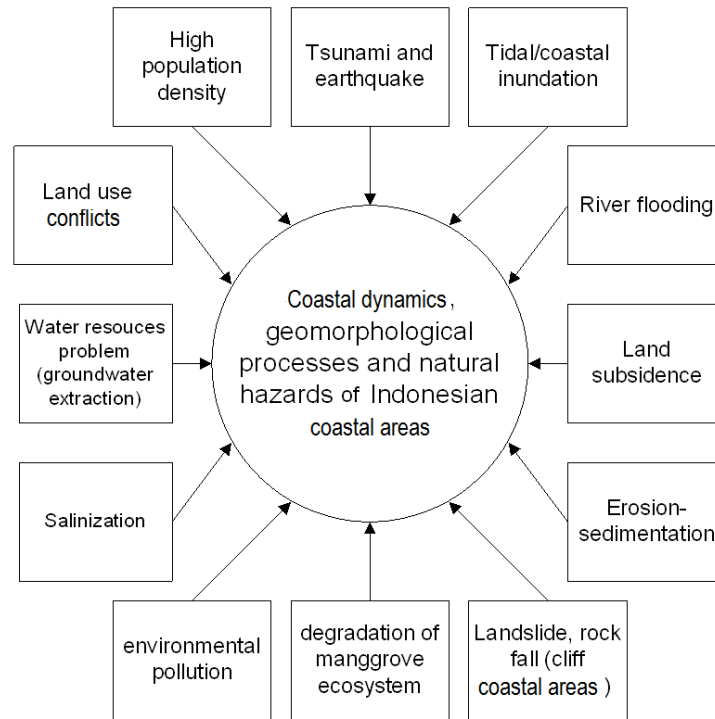 High
population
density
Tsunami and
earthquake
Tidal/coastal
inundation
Land use
conflicts
River flooding
Coastal dynamics,
geomorphological
processes and natural
hazards of Indonesian
coastal areas
Water resouces
problem
(groundwater
extraction)
Land
subsidence
Salinization
Erosion-
sedimentation
environmental
pollution
degradation of
manggrove
ecosystem
Landslide, rock
fall (cliff
coastal areas )